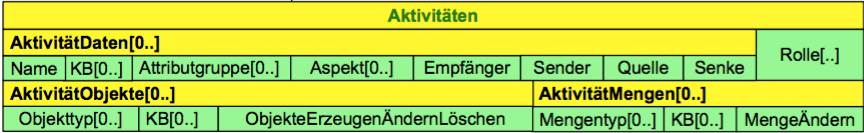 Aktivitäten
AktivitätDaten[0..]
Rolle[..]
Name KB[0..] Attributgruppe[0..] Aspekt[0..] Empfänger Sender Quelle Senke
AktivitätObjekte[0..] AktivitätMengen[0..]
Objekttyp[0..] KB[0..] ObjekteErzeugenÄndernLöschen Mengentyp[0..] KB[0..] MengeÄndern